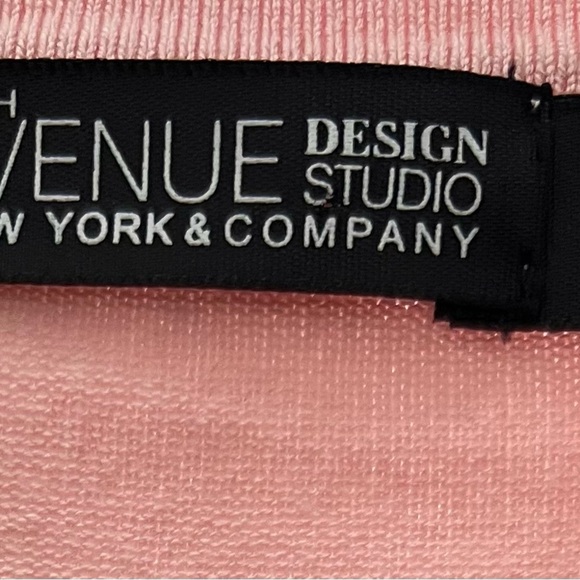 VENUE DESIGN STUDIO
W YORK & COMPANY